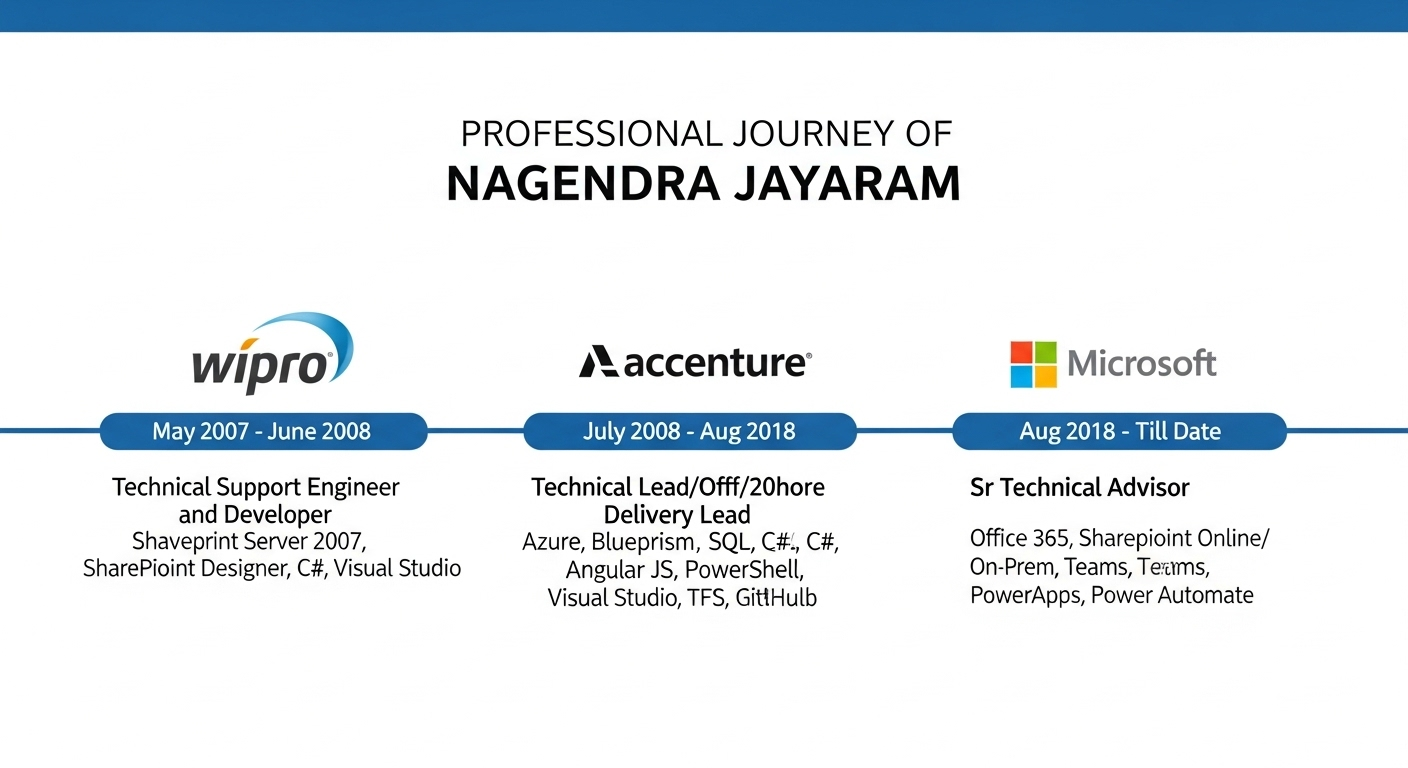 PROFESSIONAL JOURNEY OF
NAGENDRA JAYARAM
wipro
May 2007 - June 2008
Technical Support Engineer
and Developer
Shaveprint Server 2007,
SharePioint Designer, C#, Visual Studio
accenture
July 2008 - Aug 2018
Technical Lead/Offf/20hore
Delivery Lead
Azure, Blueprism, SQL, C#., C#,
Angular JS, PowerShell,
Visual Studio, TFS,
Microsoft
Aug 2018 - Till Date
Sr Technical Advisor
Office 365, Sharepioint Online/
On-Prem, Teams,
PowerApps, Power Automate